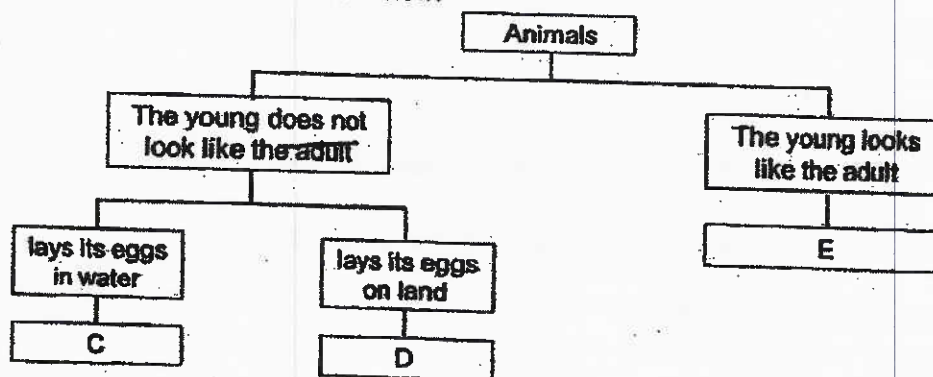 Animals
The young does not
look like the adult
The young looks
like the adult
lays its eggs
in water
lays its eggs
on land
E
C
D